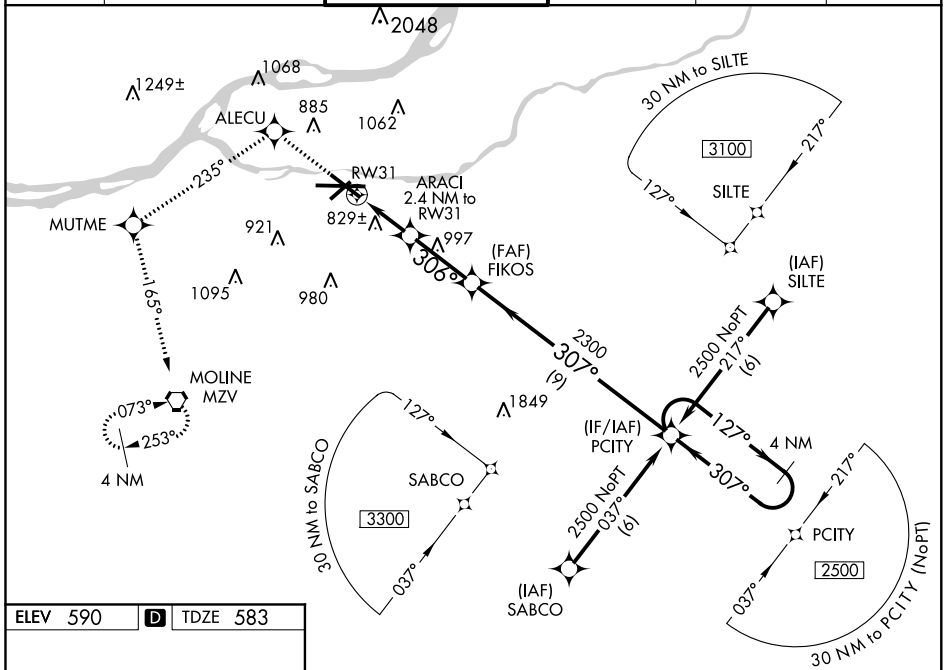 2048
1249±
1068
885
1062
ALECU
30 NM to SILTE
3100
217°
127°
SILTE
235°
RW31
ARACI
2.4 NM to
RW31
829±
MUTME
921
997
306°
(FAF)
FIKOS
1095
980
(IAF)
SILTE
165°
2500 NoPT
217°
(6)
2300
307°
(9)
MOLINE
MZV
073°
253°
4 NM
1849
127°
(IF/IAF)
PCITY
127°
4 NM
307°
30 NM to SABCO
SABCO
3300
037°
2500 NoPT
037°
(6)
(IAF)
SABCO
217°
PCITY
2500
037°
30 NM to PCITY (NoPT)
ELEV 590 D TDZE 583